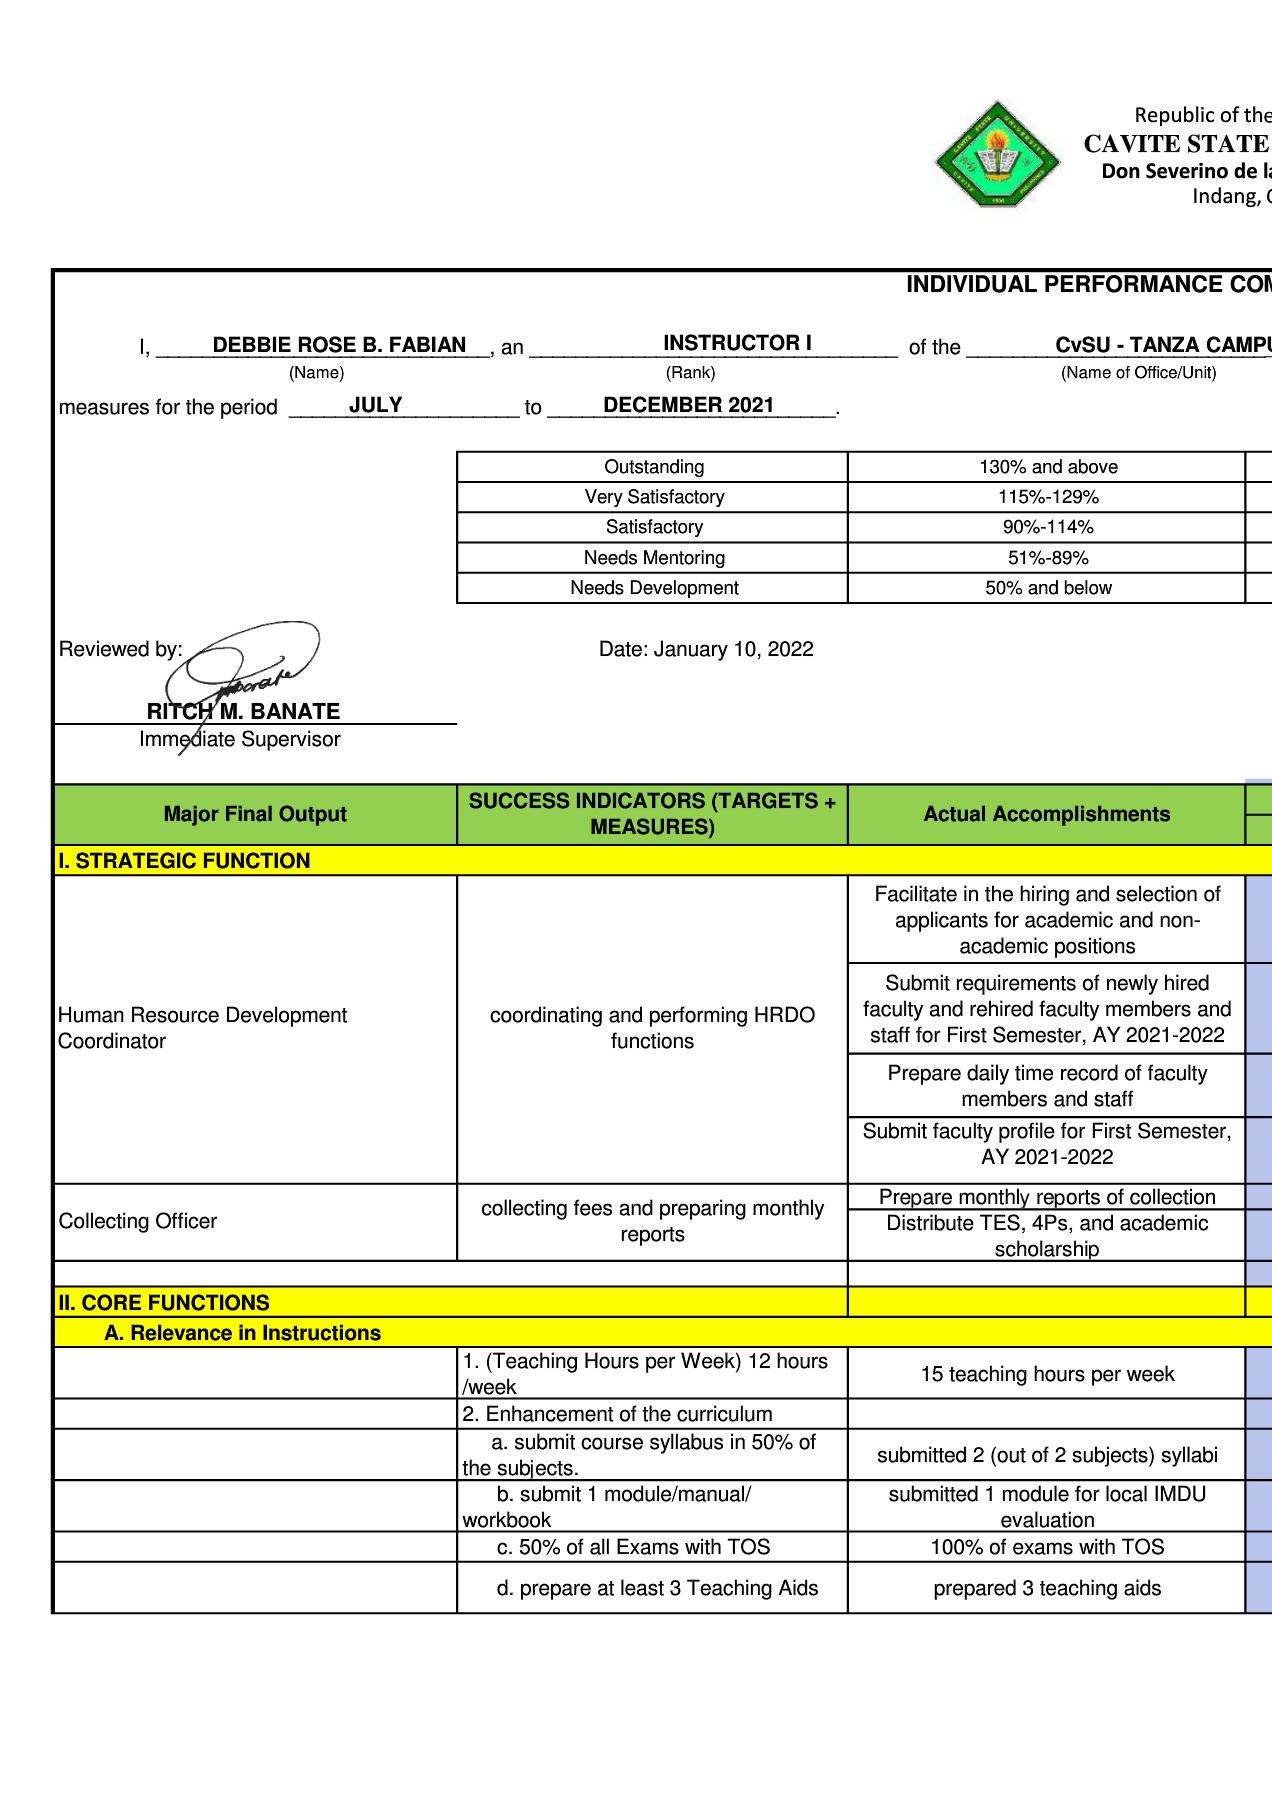 Republic of the
CAVITE STATE
Don Severino de la
Indang, C
INDIVIDUAL PERFORMANCE COM
I, DEBBIE ROSE B. FABIAN, an INSTRUCTOR I of the CvSU - TANZA CAMPU
(Name) (Rank) (Name of Office/Unit)
measures for the period JULY to DECEMBER 2021.
Outstanding 130% and above
Very Satisfactory 115%-129%
Satisfactory 90%-114%
Needs Mentoring 51%-89%
Needs Development 50% and below
Reviewed by: Date: January 10, 2022
RITCH M. BANATE
Immediate Supervisor
Major Final Output
SUCCESS INDICATORS (TARGETS +
MEASURES)
Actual Accomplishments
I. STRATEGIC FUNCTION
Human Resource Development
Coordinator
coordinating and performing HRDO
functions
Facilitate in the hiring and selection of
applicants for academic and non-
academic positions
Submit requirements of newly hired
faculty and rehired faculty members and
staff for First Semester, AY 2021-2022
Prepare daily time record of faculty
members and staff
Submit faculty profile for First Semester,
AY 2021-2022
Collecting Officer
collecting fees and preparing monthly
reports
Prepare monthly reports of collection
Distribute TES, 4Ps, and academic
scholarship
II. CORE FUNCTIONS
A. Relevance in Instructions
1. (Teaching Hours per Week) 12 hours
/week
15 teaching hours per week
2. Enhancement of the curriculum
a. submit course syllabus in 50% of
the subjects.
submitted 2 (out of 2 subjects) syllabi
b. submit 1 module/manual/
workbook
submitted 1 module for local IMDU
evaluation
c. 50% of all Exams with TOS
100% of exams with TOS
d. prepare at least 3 Teaching Aids
prepared 3 teaching aids